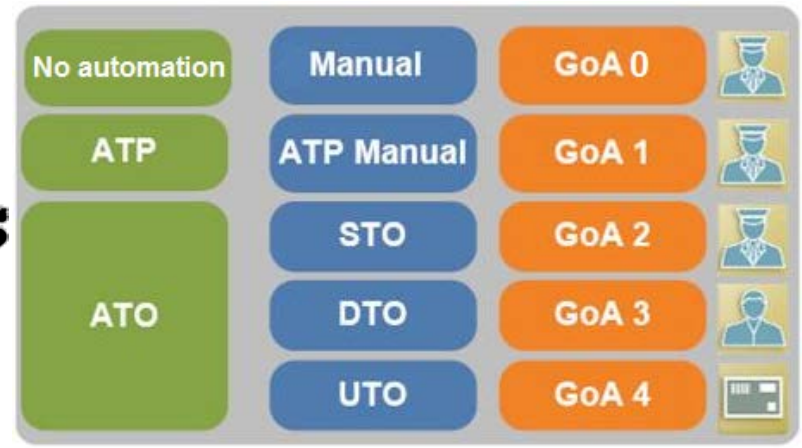 No automation Manual GoA 0
ATP ATP Manual GoA 1
STO GoA 2
ATO DTO GoA 3
UTO GoA 4